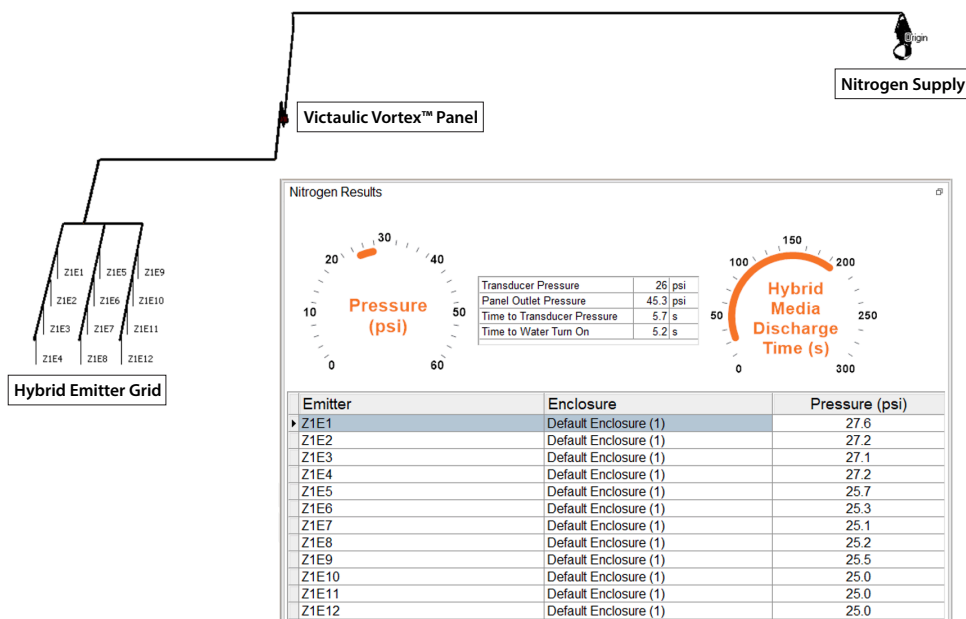 Origin
Nitrogen Supply
Victaulic Vortex™ Panel
Z1E1 Z1E5 Z1E9
Z1E2 Z1E6 Z1E10
Z1E3 Z1E7 Z1E11
Z1E4 Z1E8 Z1E12
Hybrid Emitter Grid
Nitrogen Results
0 10 20 30 40 50 60
Pressure
(psi)
Transducer Pressure 26 psi
Panel Outlet Pressure 45.3 psi
Time to Transducer Pressure 5.7 s
Time to Water Turn On 5.2 s
0 50 100 150 200 250 300
Hybrid
Media
Discharge
Time (s)
Emitter Enclosure Pressure (psi)
Z1E1 Default Enclosure (1) 27.6
Z1E2 Default Enclosure (1) 27.2
Z1E3 Default Enclosure (1) 27.1
Z1E4 Default Enclosure (1) 27.2
Z1E5 Default Enclosure (1) 25.7
Z1E6 Default Enclosure (1) 25.3
Z1E7 Default Enclosure (1) 25.1
Z1E8 Default Enclosure (1) 25.2
Z1E9 Default Enclosure (1) 25.5
Z1E10 Default Enclosure (1) 25.0
Z1E11 Default Enclosure (1) 25.0
Z1E12 Default Enclosure (1) 25.0